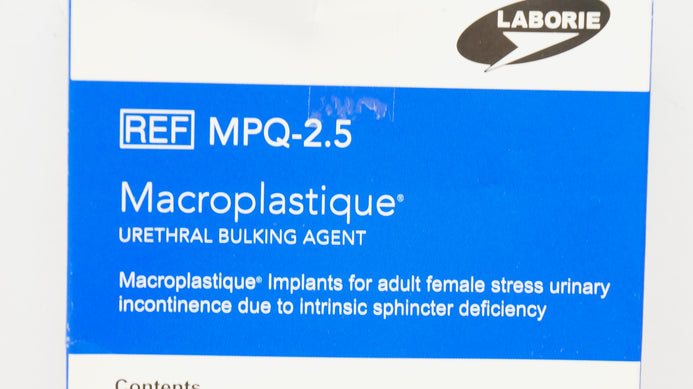 LABORIE
REF MPQ-2.5
Macroplastique®
URETHRAL BULKING AGENT
Macroplastique® Implants for adult female stress urinary
incontinence due to intrinsic sphincter deficiency
Contents